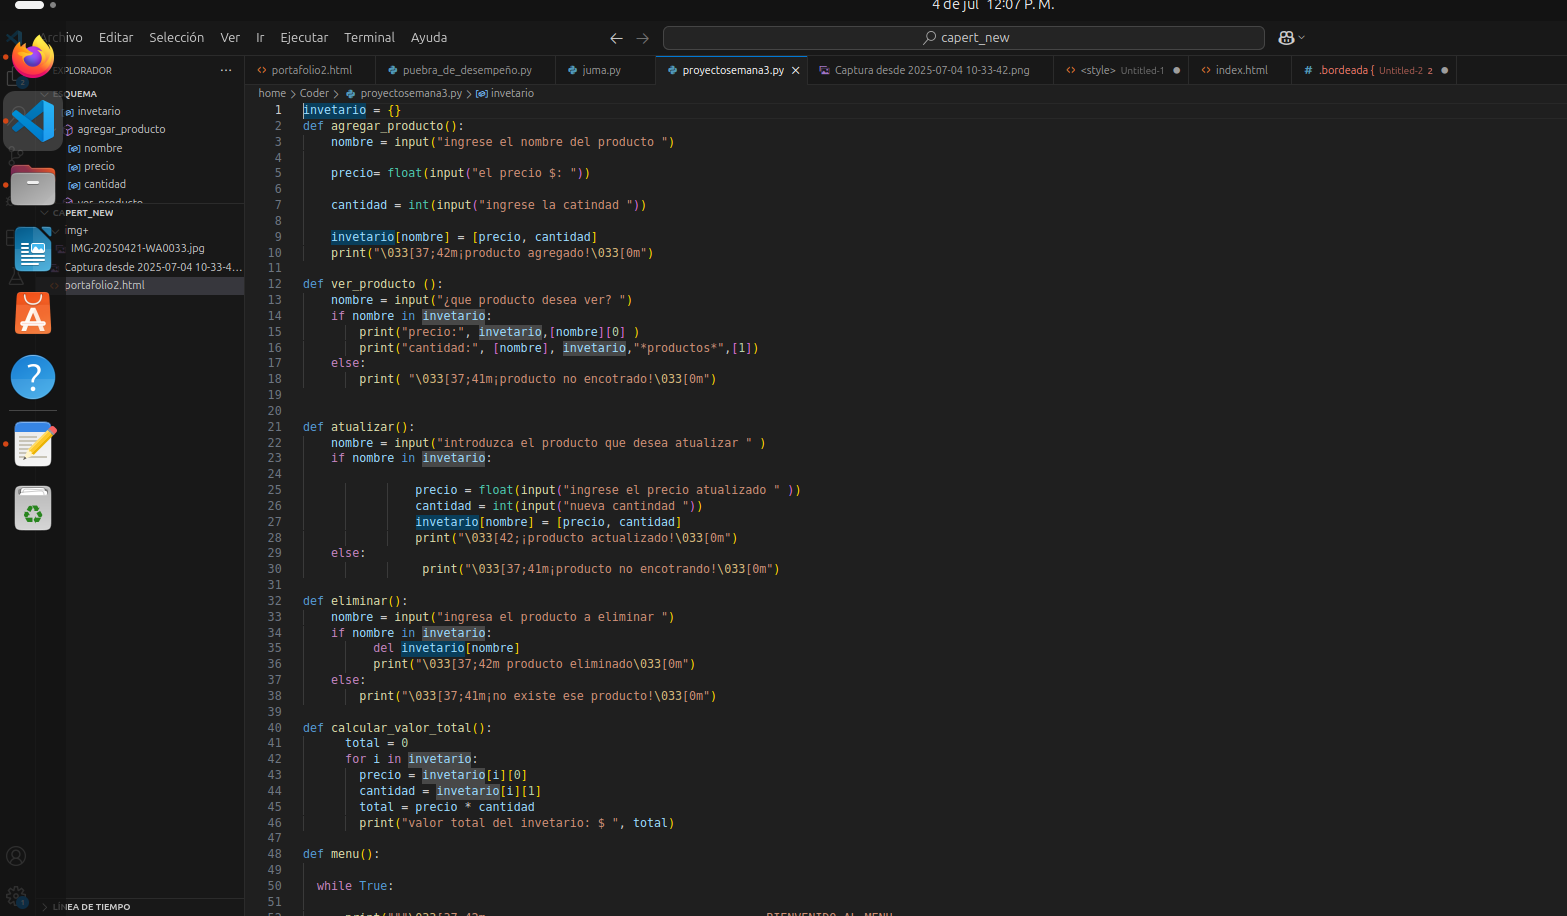 4 de jul 12:07 P. M.
Archivo Editar Selección Ver Ir Ejecutar Terminal Ayuda
capert_new
EXPLORADOR
portafolio2.html
puebra_de_desempeño.py
juma.py
proyectosemana3.py
Captura desde 2025-07-04 10-33-42.png
<style> Untitled-1
index.html
.bordeada { Untitled-2 2
home > Coder > proyectosemana3.py > invetario
ESQUEMA
invetario
agregar_producto
nombre
precio
cantidad
ver_producto
CAPERT_NEW
img+
IMG-20250421-WA0033.jpg
Captura desde 2025-07-04 10-33-4...
portafolio2.html
LÍNEA DE TIEMPO
1 invetario = {}
2 def agregar_producto():
3 nombre = input("ingrese el nombre del producto ")
4
5 precio= float(input("el precio $: "))
6
7 cantidad = int(input("ingrese la catindad "))
8
9 invetario[nombre] = [precio, cantidad]
10 print("\033[37;42m¡producto agregado!\033[0m")
11
12 def ver_producto ():
13 nombre = input("¿que producto desea ver? ")
14 if nombre in invetario:
15 print("precio:", invetario,[nombre][0] )
16 print("cantidad:", [nombre], invetario,"*productos*",[1])
17 else:
18 print( "\033[37;41m¡producto no encotrado!\033[0m")
19
20
21 def atualizar():
22 nombre = input("introduzca el producto que desea atualizar " )
23 if nombre in invetario:
24
25 precio = float(input("ingrese el precio atualizado " ))
26 cantidad = int(input("nueva cantindad "))
27 invetario[nombre] = [precio, cantidad]
28 print("\033[42;¡producto actualizado!\033[0m")
29 else:
30 print("\033[37;41m¡producto no encotrando!\033[0m")
31
32 def eliminar():
33 nombre = input("ingresa el producto a eliminar ")
34 if nombre in invetario:
35 del invetario[nombre]
36 print("\033[37;42m producto eliminado\033[0m")
37 else:
38 print("\033[37;41m¡no existe ese producto!\033[0m")
39
40 def calcular_valor_total():
41 total = 0
42 for i in invetario:
43 precio = invetario[i][0]
44 cantidad = invetario[i][1]
45 total = precio * cantidad
46 print("valor total del invetario: $ ", total)
47
48 def menu():
49
50 while True:
51
52 print("""\033[37;42m BIENVENIDO AL MENU